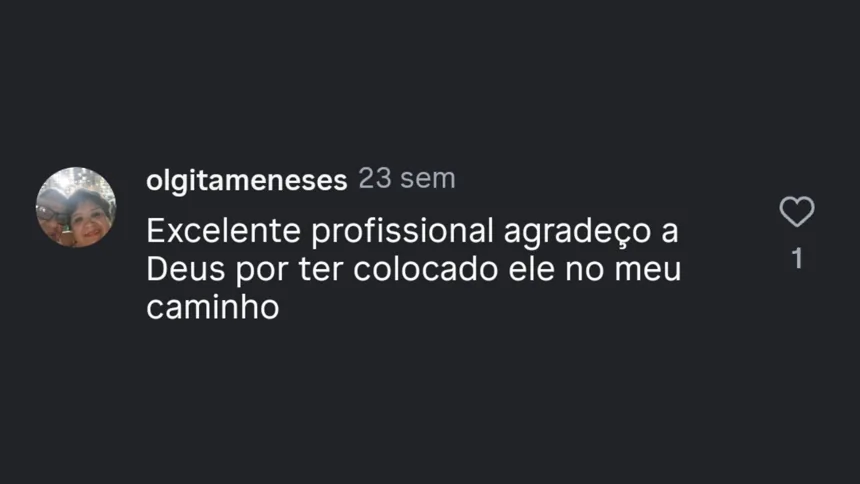 olgitameneses 23 sem
Excelente profissional agradeço a
Deus por ter colocado ele no meu
caminho
1